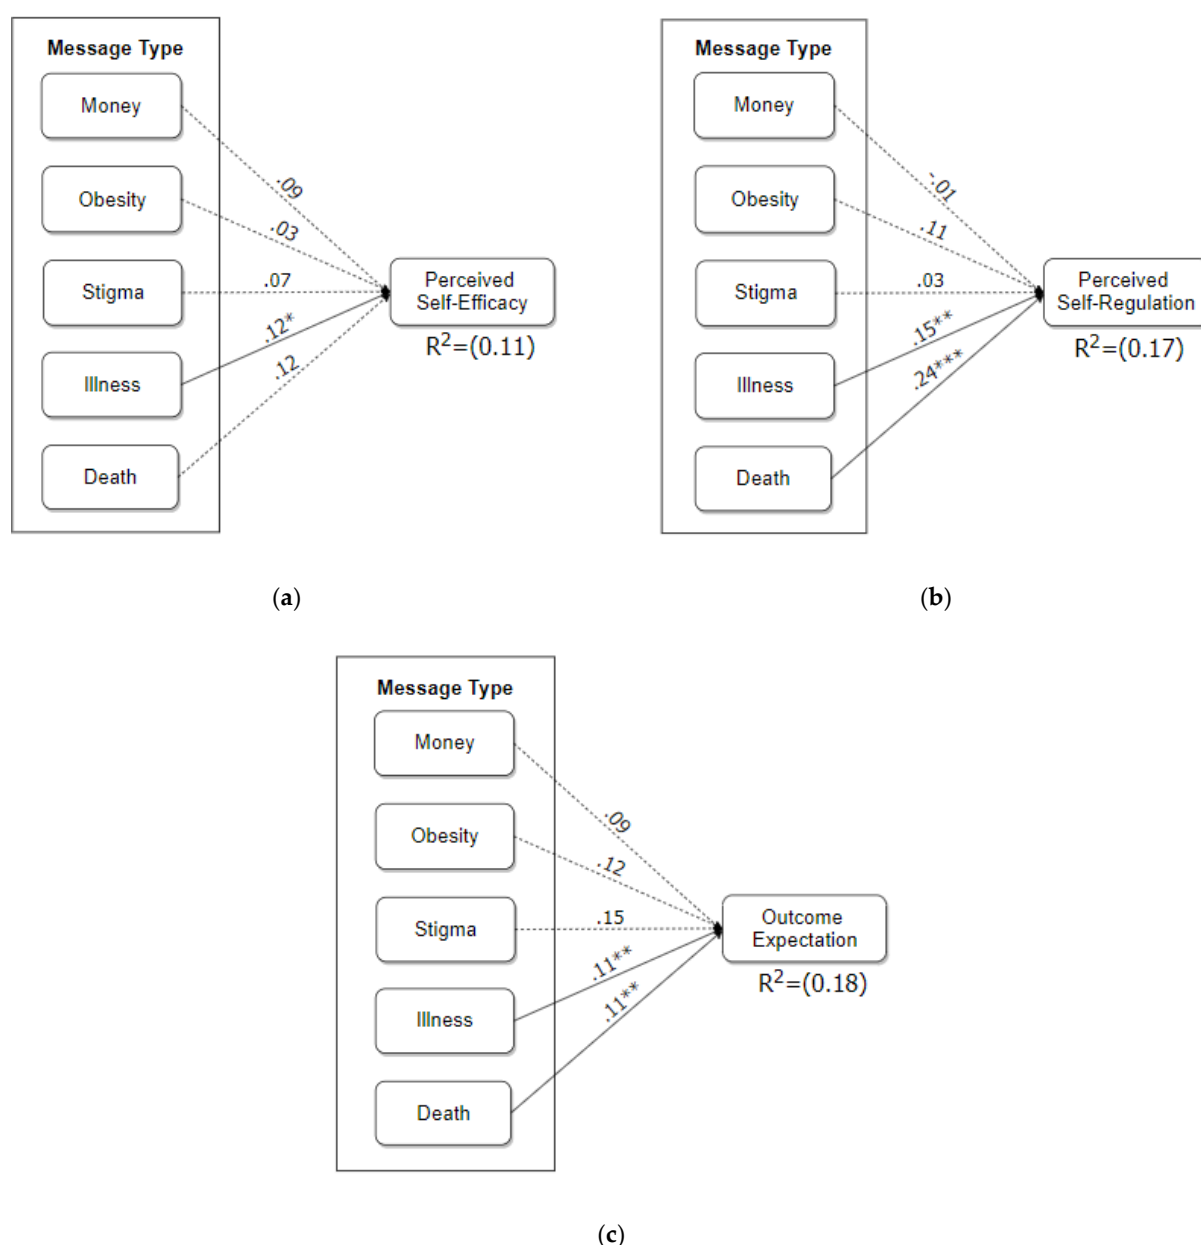 Message Type
Money
Obesity
Stigma
Illness
Death
.09
.03
.07
.12*
.12
Perceived
Self-Efficacy
R²=(0.11)
(a)
Message Type
Money
Obesity
Stigma
Illness
Death
-.01
.11
.03
.15**
.24***
Perceived
Self-Regulation
R²=(0.17)
(b)
Message Type
Money
Obesity
Stigma
Illness
Death
.09
.12
.15
.11**
.11**
Outcome
Expectation
R²=(0.18)
(c)